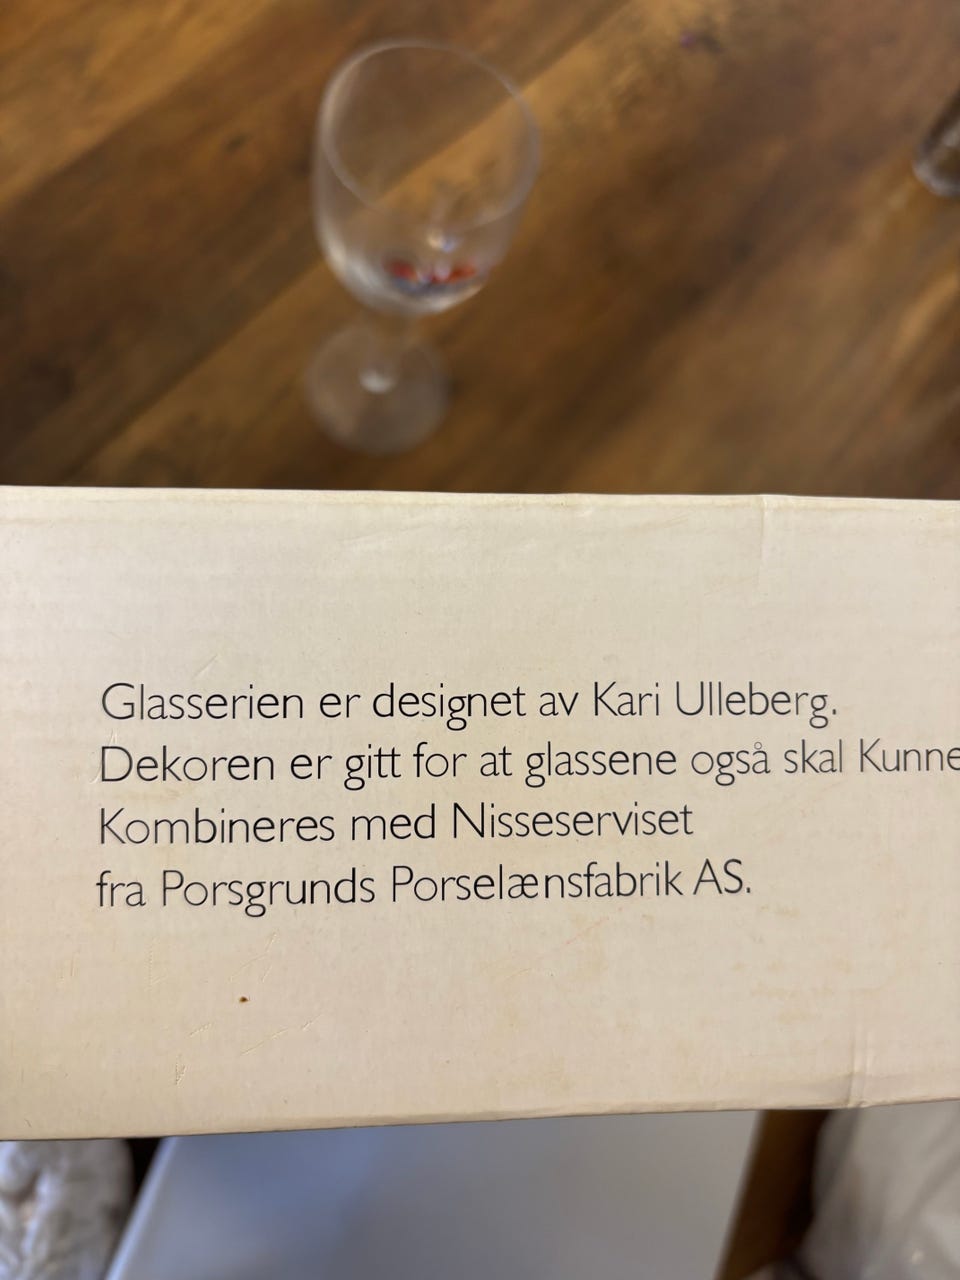 Glasserien er designet av Kari Ulleberg.
Dekoren er gitt for at glassene også skal Kunne
Kombineres med Nisseserviset
fra Porsgrunds Porselænsfabrik AS.